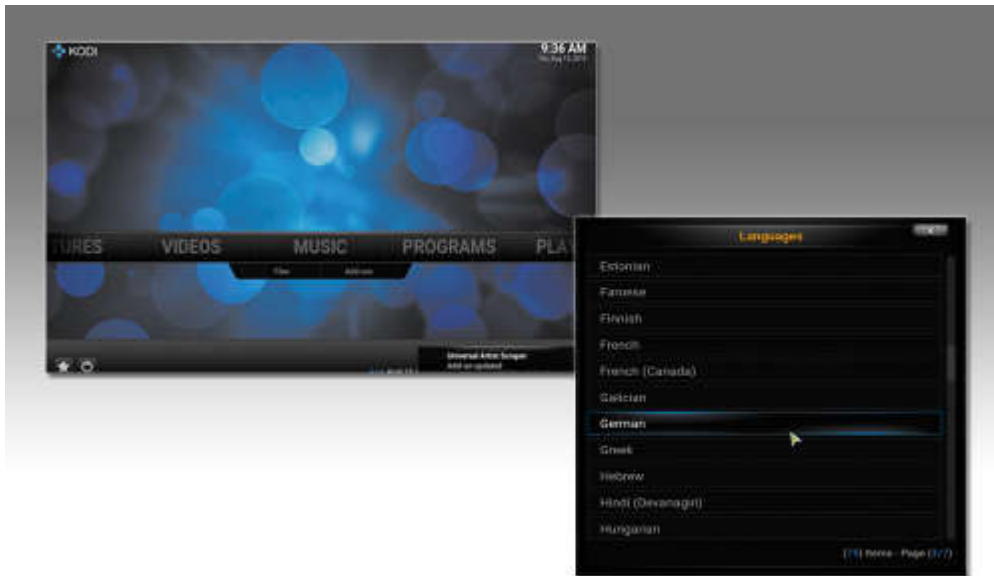 KODI
9:36 AM
TURES VIDEOS MUSIC PROGRAMS PLAY
Files Add-ons
Universal Artist Scraper
Add-on updated
Languages
Estonian
Faroese
Finnish
French
French (Canada)
Galician
German
Greek
Hebrew
Hindi (Devanagiri)
Hungarian
Items - Page